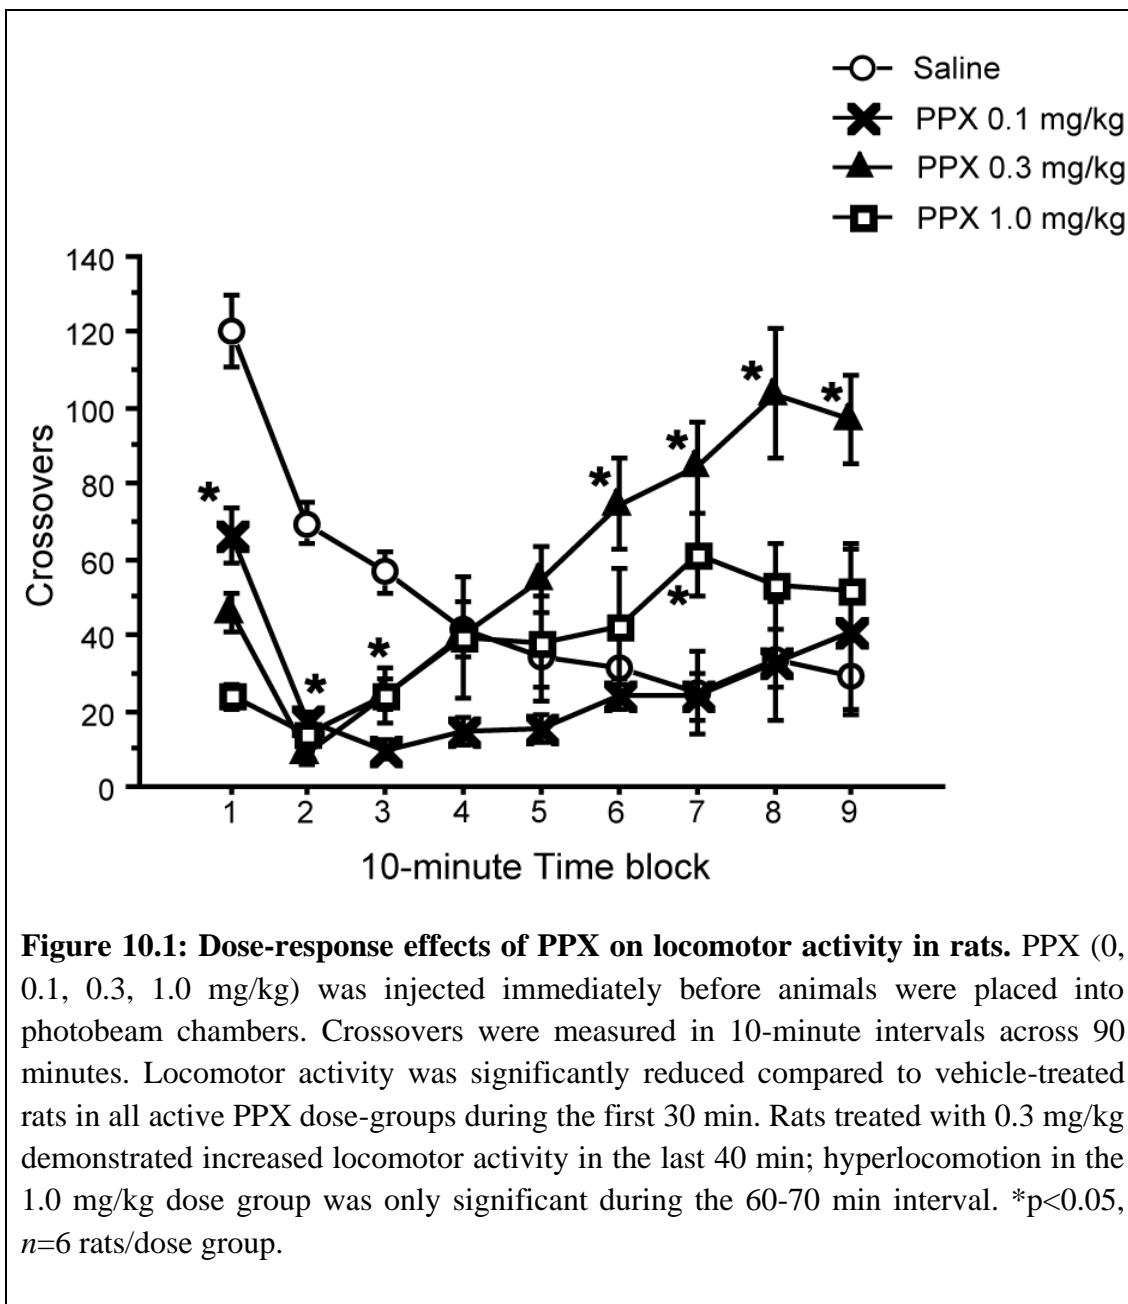 Saline
PPX 0.1 mg/kg
PPX 0.3 mg/kg
PPX 1.0 mg/kg
140
120
100
80
60
40
20
0
Crossovers
*
*
*
*
*
*
*
*
1 2 3 4 5 6 7 8 9
10-minute Time block
Figure 10.1: Dose-response effects of PPX on locomotor activity in rats. PPX (0,
0.1, 0.3, 1.0 mg/kg) was injected immediately before animals were placed into
photobeam chambers. Crossovers were measured in 10-minute intervals across 90
minutes. Locomotor activity was significantly reduced compared to vehicle-treated
rats in all active PPX dose-groups during the first 30 min. Rats treated with 0.3 mg/kg
demonstrated increased locomotor activity in the last 40 min; hyperlocomotion in the
1.0 mg/kg dose group was only significant during the 60-70 min interval. *p<0.05,
n=6 rats/dose group.